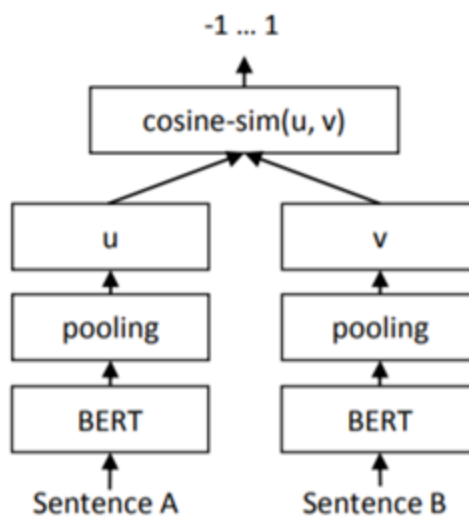 -1 ... 1
cosine-sim(u, v)
u v
pooling pooling
BERT BERT
Sentence A Sentence B